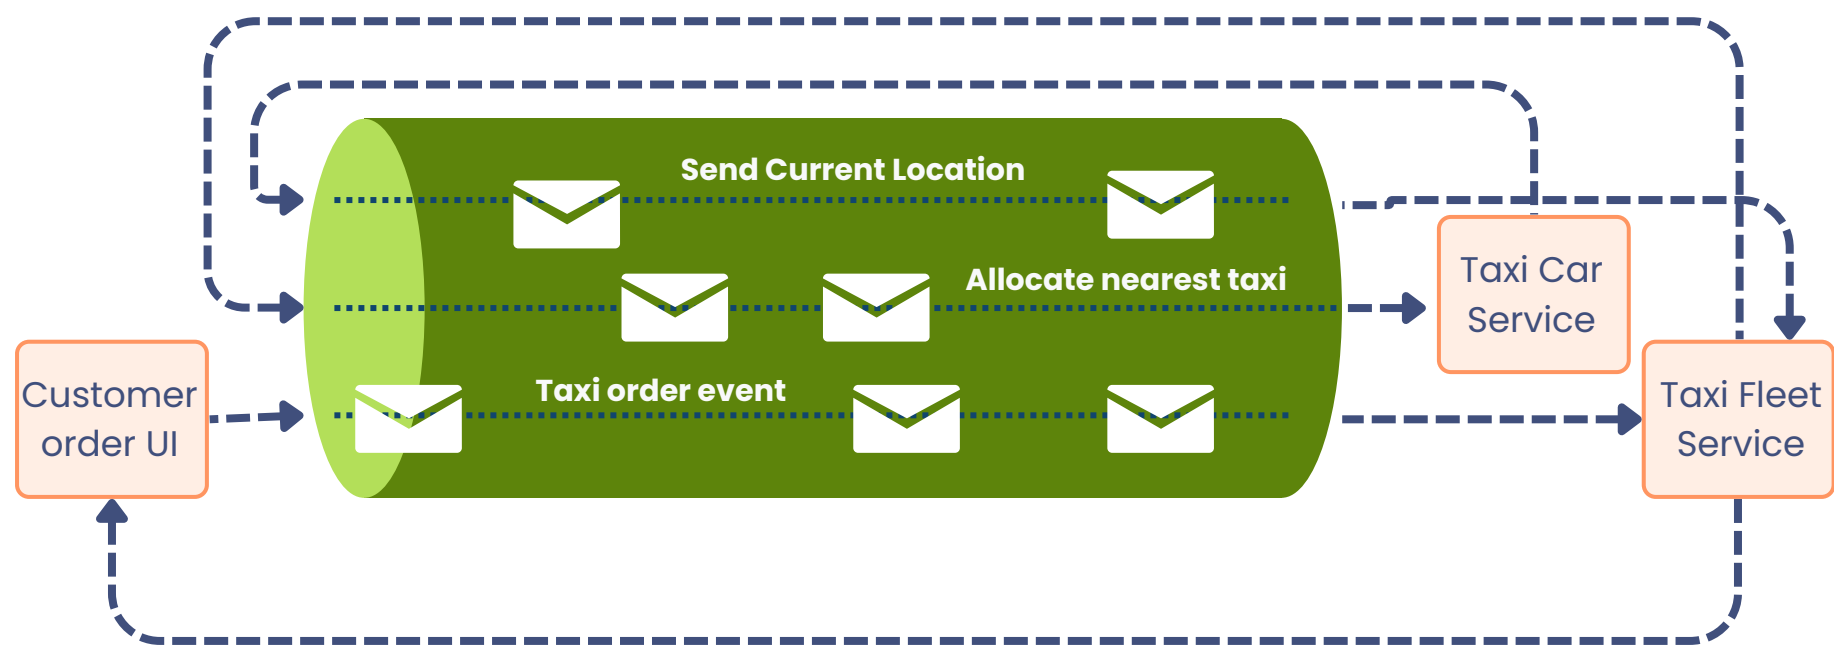 Send Current Location
Allocate nearest taxi
Taxi order event
Customer
order UI
Taxi Car
Service
Taxi Fleet
Service